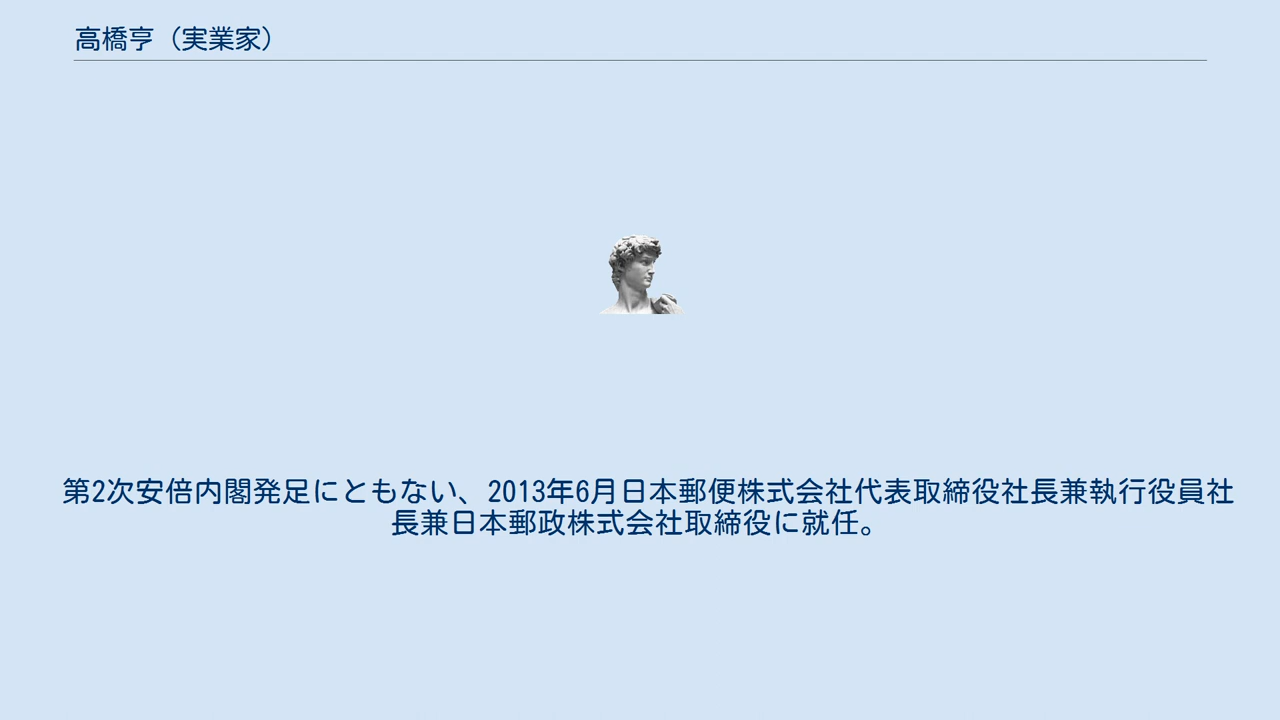 高橋亨（実業家）
第2次安倍内閣発足にともない、2013年6月日本郵便株式会社代表取締役社長兼執行役員社
長兼日本郵政株式会社取締役に就任。